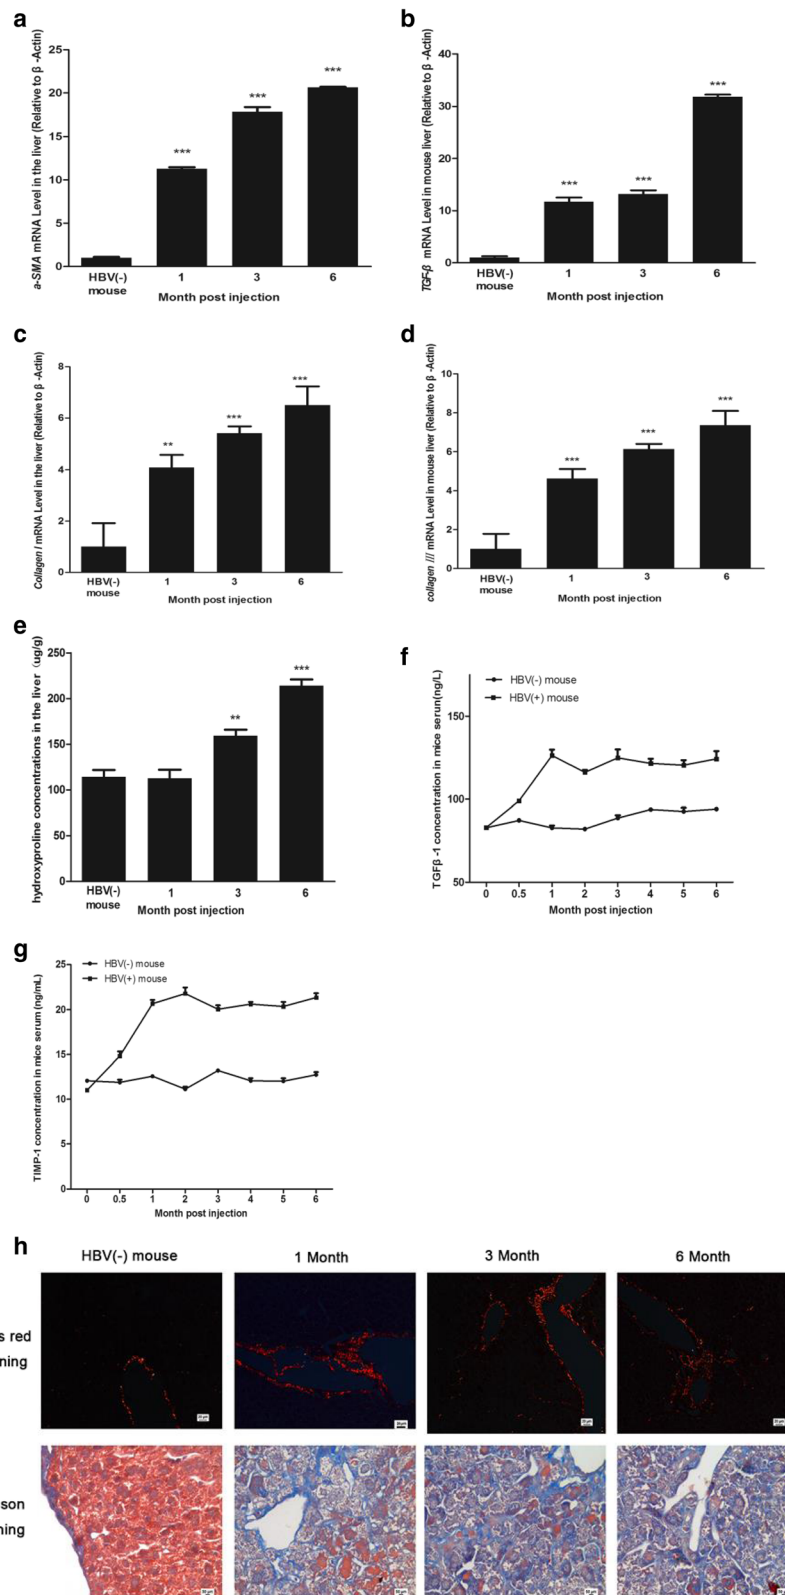 a
a-SMA mRNA Level in the liver (Relative to β -Actin)
25
20
15
10
5
0
***
***
***
HBV(-)
mouse
1
3
6
Month post injection
b
TGF-β mRNA Level in mouse liver (Relative to β -Actin)
40
30
20
10
0
***
***
***
HBV(-)
mouse
1
3
6
Month post injection
c
Collagen I mRNA Level in the liver (Relative to β -Actin)
8
6
4
2
0
**
***
***
HBV(-)
mouse
1
3
6
Month post injection
d
collagen III mRNA Level in mouse liver (Relative to β -Actin)
10
8
6
4
2
0
***
***
***
HBV(-)
mouse
1
3
6
Month post injection
e
hydroxyproline concentrations in the liver (ug/g)
250
200
150
100
50
0
**
***
HBV(-)
mouse
1
3
6
Month post injection
f
HBV(-) mouse
HBV(+) mouse
TGFβ -1 concentration in mice serun(ng/L)
150
100
50
0 0.5 1 2 3 4 5 6
Month post injection
g
HBV(-) mouse
HBV(+) mouse
TIMP-1 concentration in mice serum (ng/mL)
25
20
15
10
5
0
0 0.5 1 2 3 4 5 6
Month post injection
h
HBV(-) mouse 1 Month 3 Month 6 Month
s red
ning
son
ning